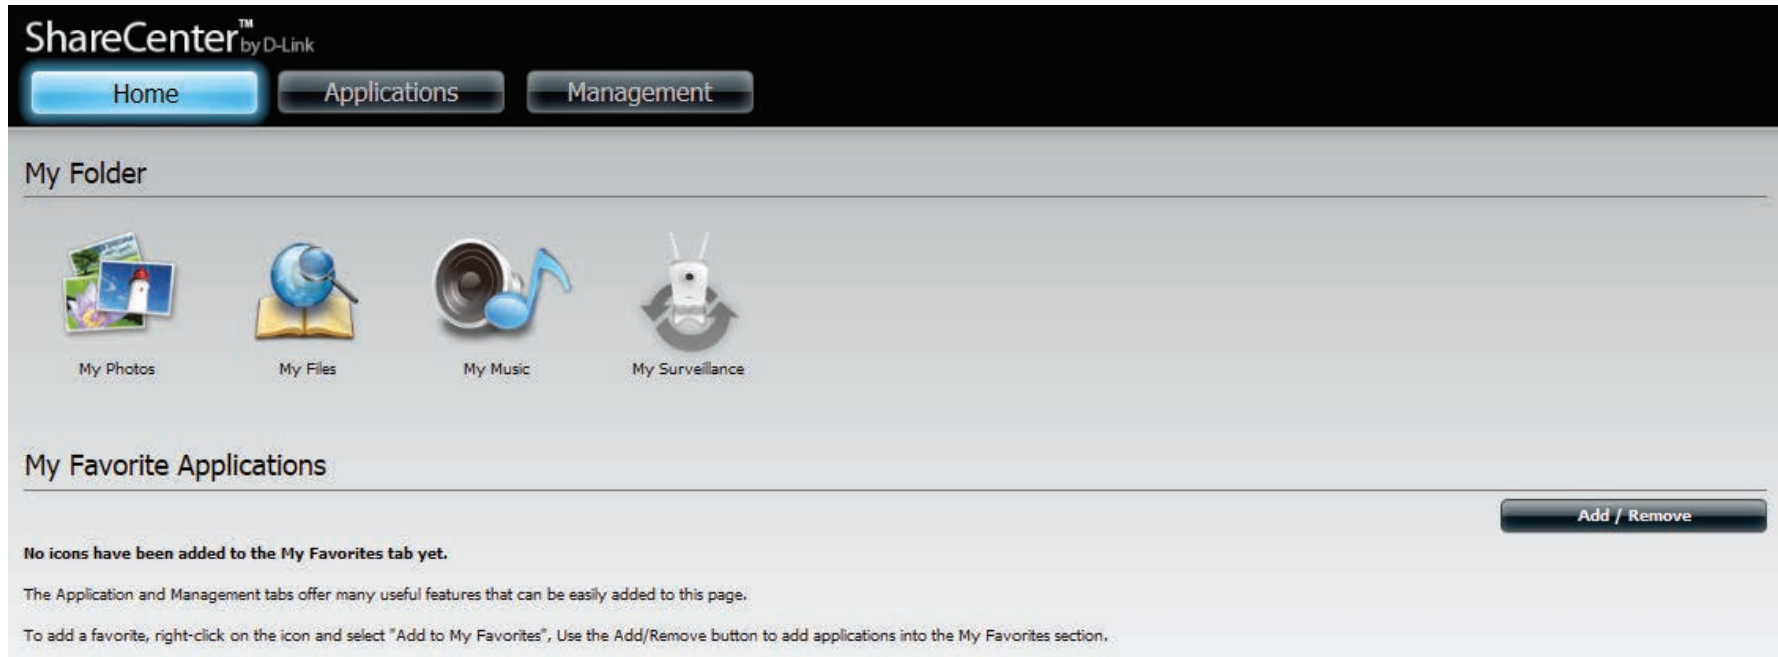 ShareCenter™ by D-Link
Home Applications Management
My Folder
My Photos My Files My Music My Surveillance
My Favorite Applications
Add / Remove
No icons have been added to the My Favorites tab yet.
The Application and Management tabs offer many useful features that can be easily added to this page.
To add a favorite, right-click on the icon and select "Add to My Favorites", Use the Add/Remove button to add applications into the My Favorites section.